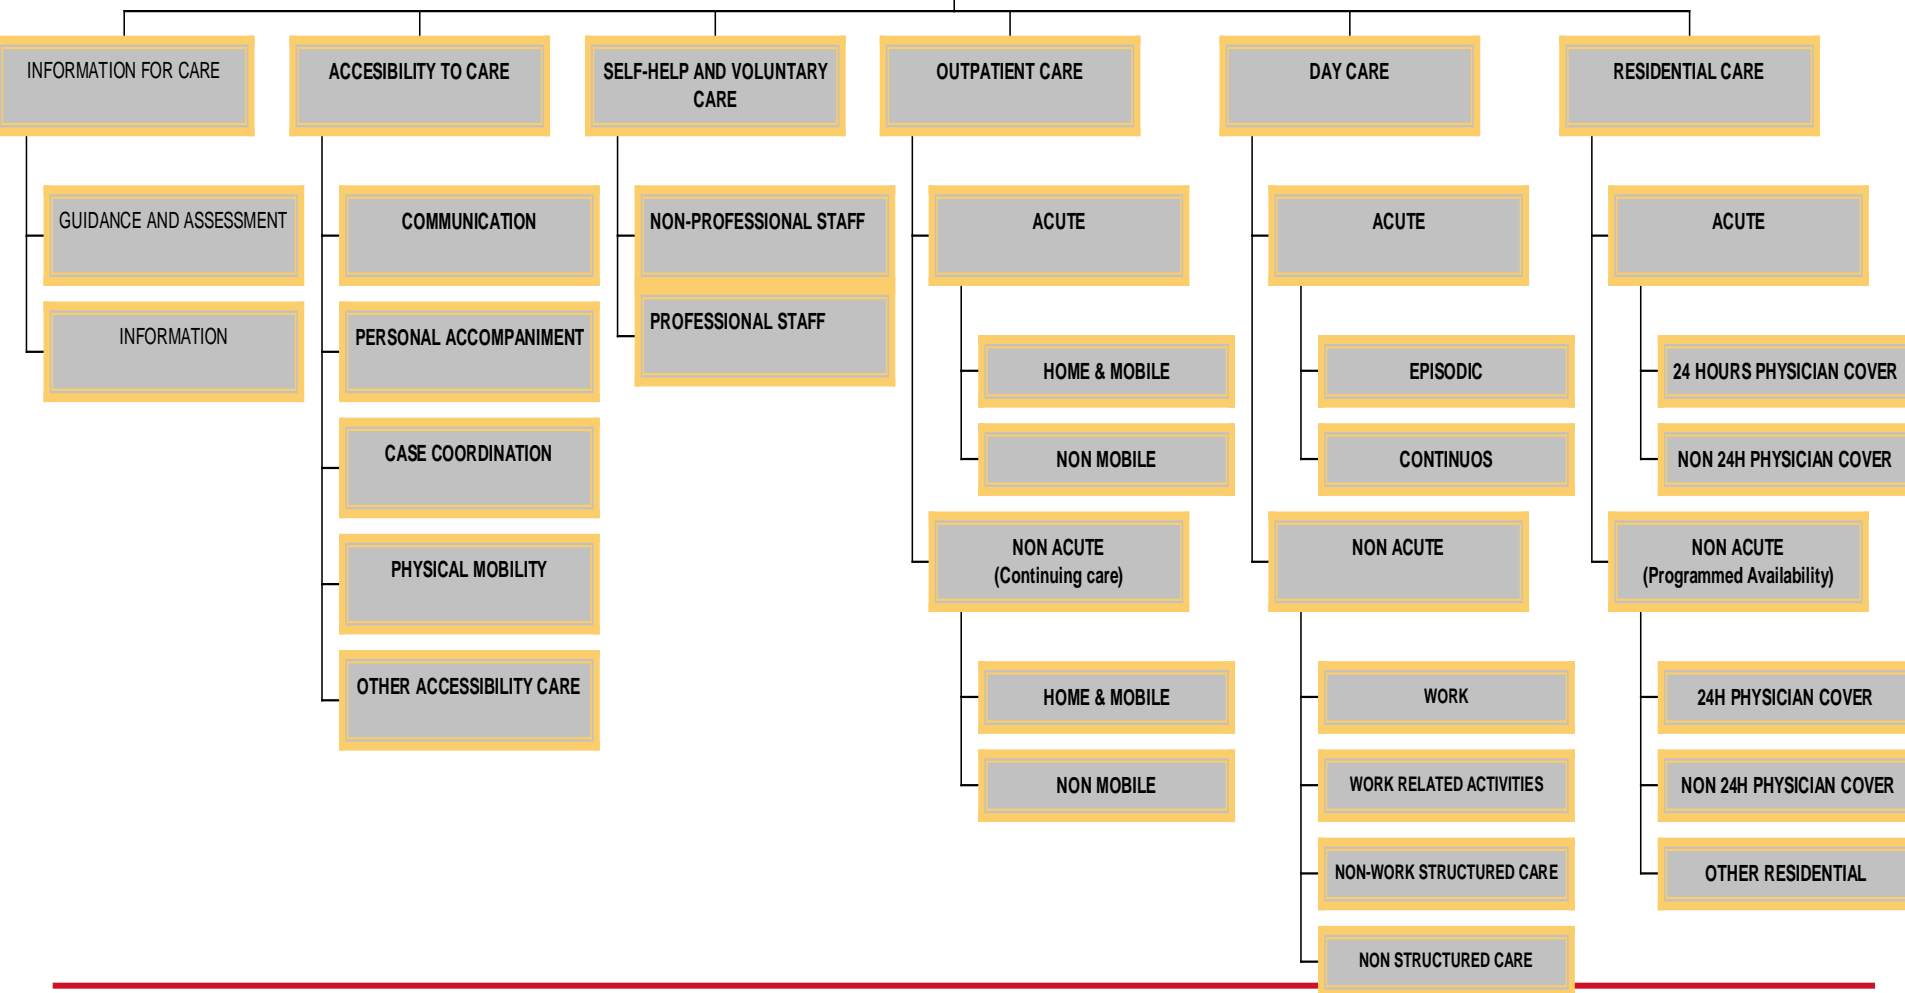 INFORMATION FOR CARE
GUIDANCE AND ASSESSMENT
INFORMATION
ACCESIBILITY TO CARE
COMMUNICATION
PERSONAL ACCOMPANIMENT
CASE COORDINATION
PHYSICAL MOBILITY
OTHER ACCESSIBILITY CARE
SELF-HELP AND VOLUNTARY
CARE
NON-PROFESSIONAL STAFF
PROFESSIONAL STAFF
OUTPATIENT CARE
ACUTE
HOME & MOBILE
NON MOBILE
NON ACUTE
(Continuing care)
HOME & MOBILE
NON MOBILE
DAY CARE
ACUTE
EPISODIC
CONTINUOS
NON ACUTE
WORK
WORK RELATED ACTIVITIES
NON-WORK STRUCTURED CARE
NON STRUCTURED CARE
RESIDENTIAL CARE
ACUTE
24 HOURS PHYSICIAN COVER
NON 24H PHYSICIAN COVER
NON ACUTE
(Programmed Availability)
24H PHYSICIAN COVER
NON 24H PHYSICIAN COVER
OTHER RESIDENTIAL